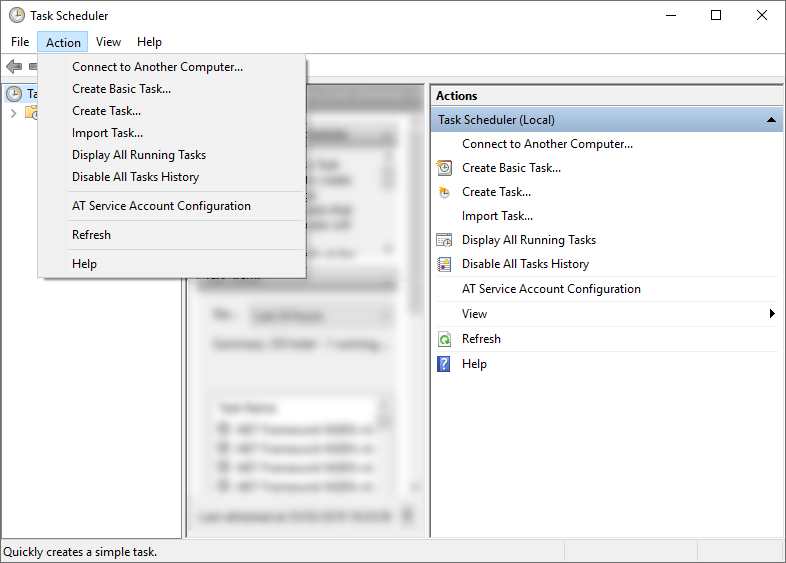 Task Scheduler
File Action View Help
Connect to Another Computer...
Create Basic Task...
Create Task...
Import Task...
Display All Running Tasks
Disable All Tasks History
AT Service Account Configuration
Refresh
Help
Actions
Task Scheduler (Local)
Connect to Another Computer...
Create Basic Task...
Create Task...
Import Task...
Display All Running Tasks
Disable All Tasks History
AT Service Account Configuration
View
Refresh
Help
Quickly creates a simple task.